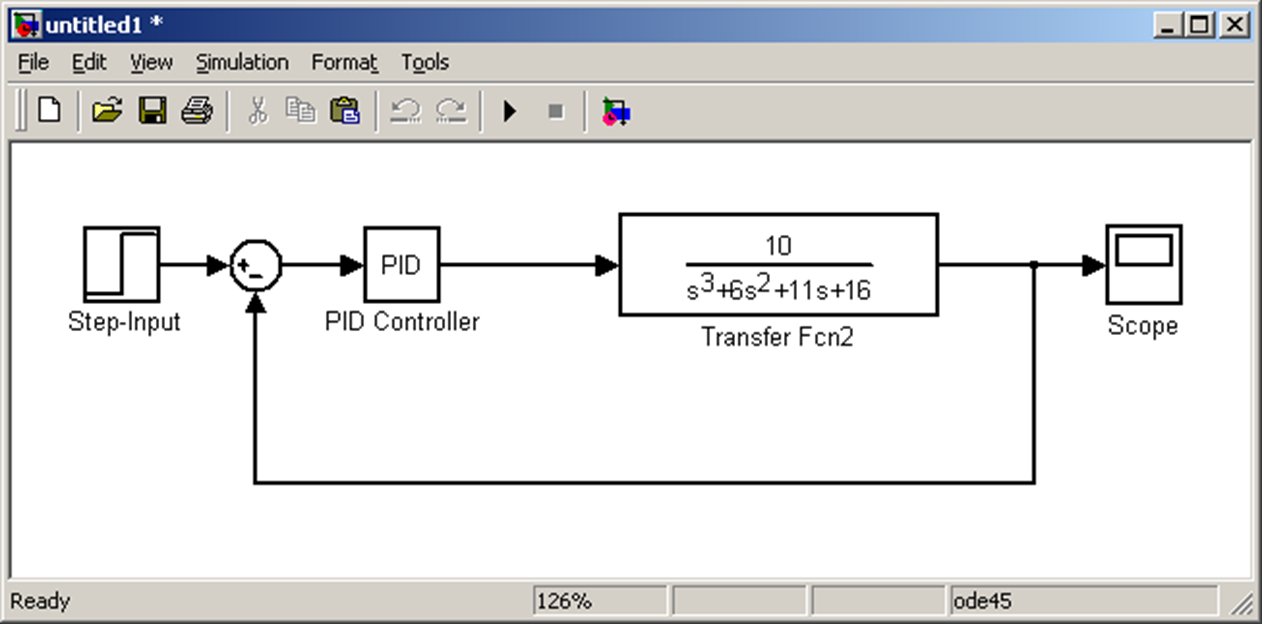 untitled1 *
File Edit View Simulation Format Tools
+
-
PID
10
s³+6s²+11s+16
Step-Input
PID Controller
Transfer Fcn2
Scope
Ready
126%
ode45